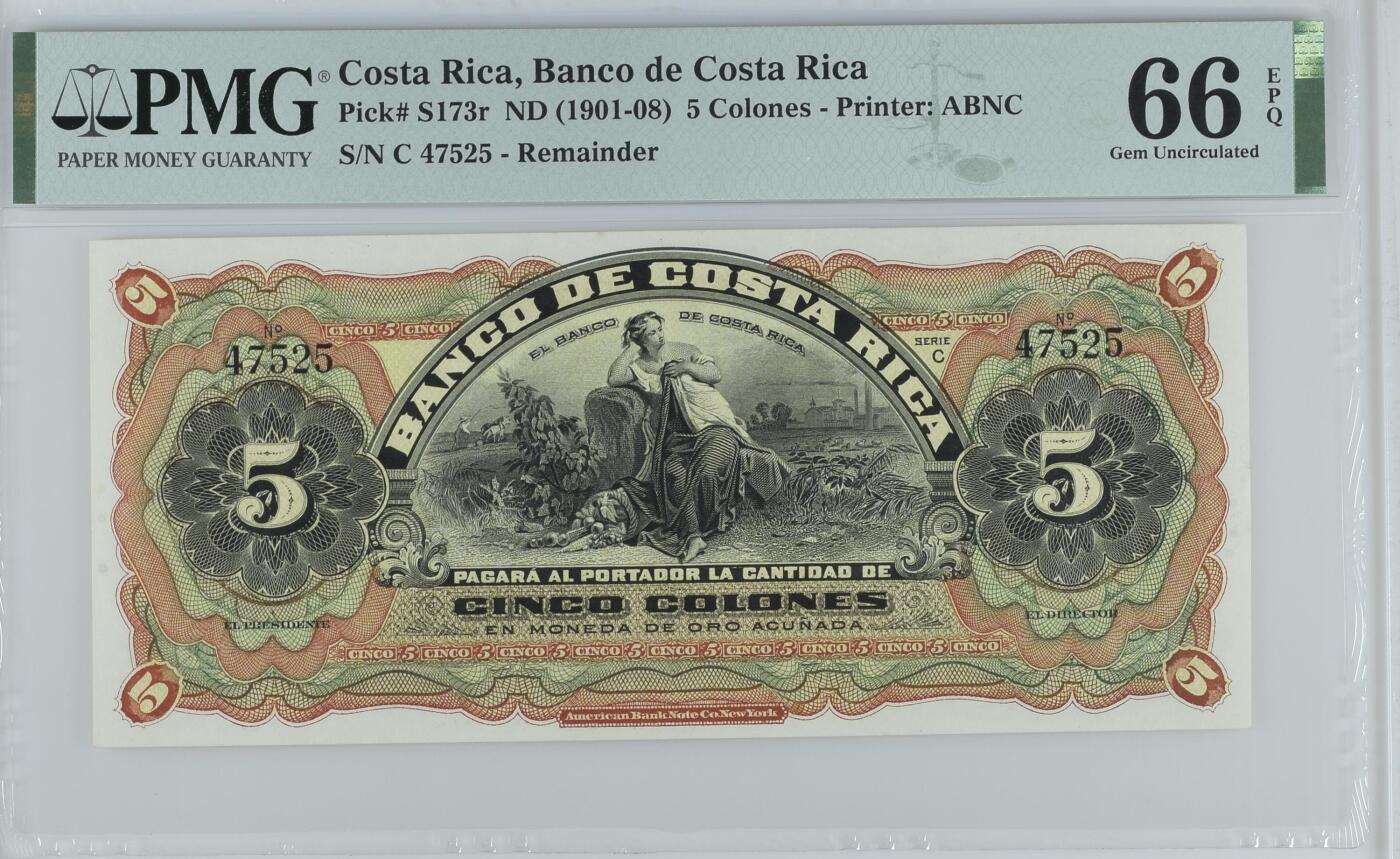 PMG®
PAPER MONEY GUARANTY
Costa Rica, Banco de Costa Rica
Pick# S173r ND (1901-08) 5 Colones - Printer: ABNC
S/N C 47525 - Remainder
66
EPQ
Gem Uncirculated
5
5
BANCO DE COSTA RICA
CINCO 5 CINCO
CINCO 5 CINCO
Nº
47525
Nº
47525
SERIE
C
EL BANCO DE COSTA RICA
5
5
PAGARÁ AL PORTADOR LA CANTIDAD DE
CINCO COLONES
EN MONEDA DE ORO ACUÑADA
EL PRESIDENTE
EL DIRECTOR
CINCO 5 CINCO 5 CINCO 5 CINCO 5 CINCO 5 CINCO 5 CINCO 5 CINCO 5 CINCO
5
5
American Bank Note Co. New York